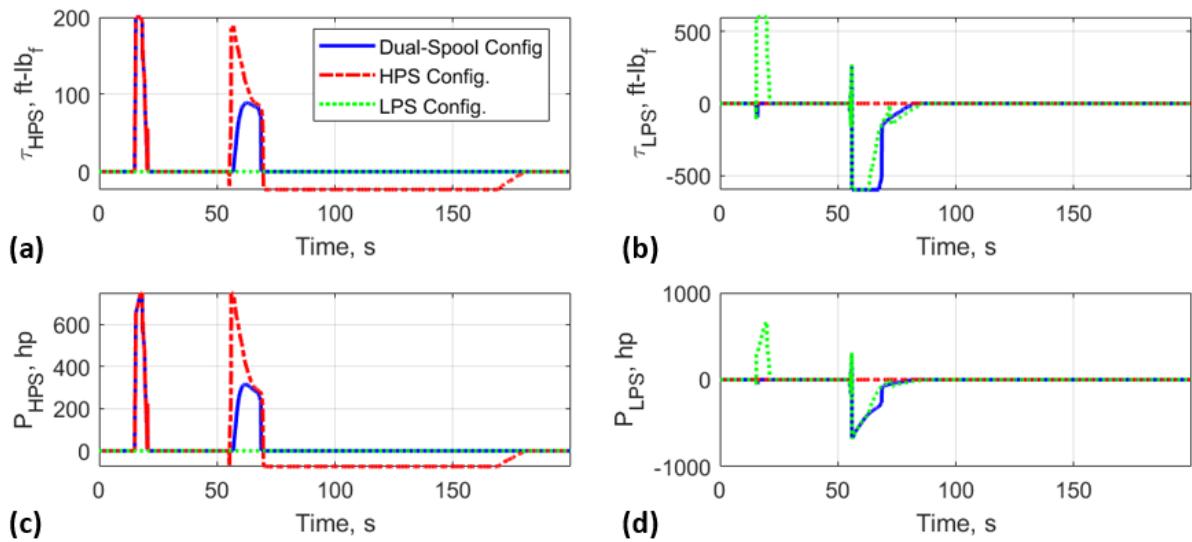 τHPS, ft-lbf
200
100
0
0
50
100
150
Time, s
(a)
Dual-Spool Config
HPS Config.
LPS Config.
τLPS, ft-lbf
500
0
-500
0
50
100
150
Time, s
(b)
PHPS, hp
600
400
200
0
0
50
100
150
Time, s
(c)
PLPS, hp
1000
0
-1000
0
50
100
150
Time, s
(d)